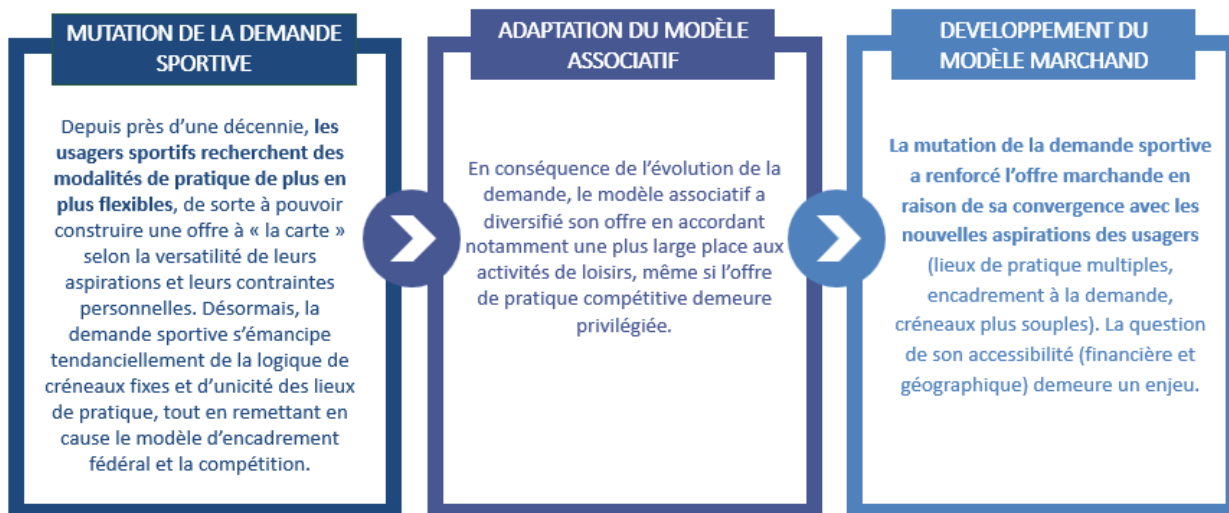 MUTATION DE LA DEMANDE
SPORTIVE
Depuis près d’une décennie, les
usagers sportifs recherchent des
modalités de pratique de plus en
plus flexibles, de sorte à pouvoir
construire une offre à « la carte »
selon la versatilité de leurs
aspirations et leurs contraintes
personnelles. Désormais, la
demande sportive s’émancipe
tendanciellement de la logique de
créneaux fixes et d’unicité des lieux
de pratique, tout en remettant en
cause le modèle d’encadrement
fédéral et la compétition.
ADAPTATION DU MODÈLE
ASSOCIATIF
En conséquence de l’évolution de la
demande, le modèle associatif a
diversifié son offre en accordant
notamment une plus large place aux
activités de loisirs, même si l’offre
de pratique compétitive demeure
privilégiée.
DEVELOPPEMENT DU
MODÈLE MARCHAND
La mutation de la demande sportive
a renforcé l’offre marchande en
raison de sa convergence avec les
nouvelles aspirations des usagers
(lieux de pratique multiples,
encadrement à la demande,
créneaux plus souples). La question
de son accessibilité (financière et
géographique) demeure un enjeu.